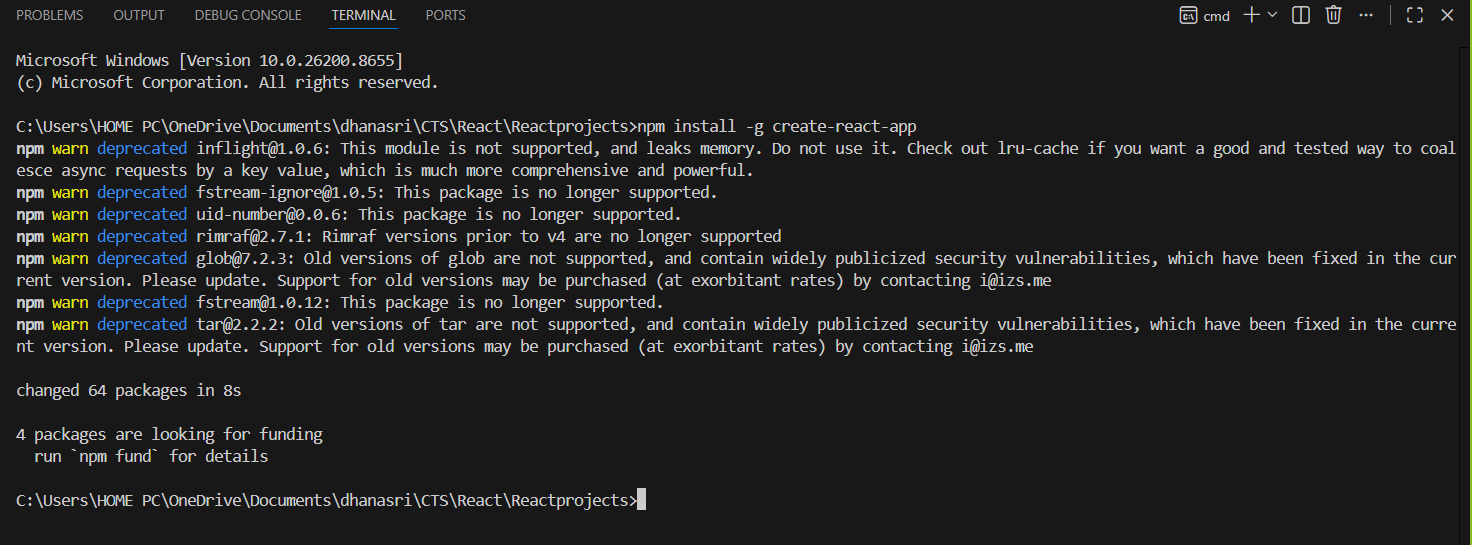 PROBLEMS OUTPUT DEBUG CONSOLE TERMINAL PORTS cmd
Microsoft Windows [Version 10.0.26200.8655]
(c) Microsoft Corporation. All rights reserved.
C:\Users\HOME PC\OneDrive\Documents\dhanasri\CTS\React\Reactprojects>npm install -g create-react-app
npm warn deprecated inflight@1.0.6: This module is not supported, and leaks memory. Do not use it. Check out lru-cache if you want a good and tested way to coal
esce async requests by a key value, which is much more comprehensive and powerful.
npm warn deprecated fstream-ignore@1.0.5: This package is no longer supported.
npm warn deprecated uid-number@0.0.6: This package is no longer supported.
npm warn deprecated rimraf@2.7.1: Rimraf versions prior to v4 are no longer supported
npm warn deprecated glob@7.2.3: Old versions of glob are not supported, and contain widely publicized security vulnerabilities, which have been fixed in the cur
rent version. Please update. Support for old versions may be purchased (at exorbitant rates) by contacting i@izs.me
npm warn deprecated fstream@1.0.12: This package is no longer supported.
npm warn deprecated tar@2.2.2: Old versions of tar are not supported, and contain widely publicized security vulnerabilities, which have been fixed in the curre
nt version. Please update. Support for old versions may be purchased (at exorbitant rates) by contacting i@izs.me
changed 64 packages in 8s
4 packages are looking for funding
  run `npm fund` for details
C:\Users\HOME PC\OneDrive\Documents\dhanasri\CTS\React\Reactprojects>